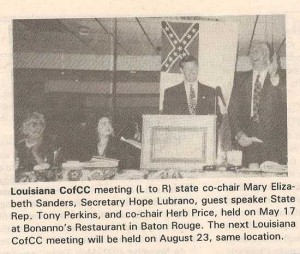 Louisiana CofCC meeting (L to R) state co-chair Mary Eliza-
beth Sanders, Secretary Hope Lubrano, guest speaker State
Rep. Tony Perkins, and co-chair Herb Price, held on May 17
at Bonanno's Restaurant in Baton Rouge. The next Louisiana
CofCC meeting will be held on August 23, same location.